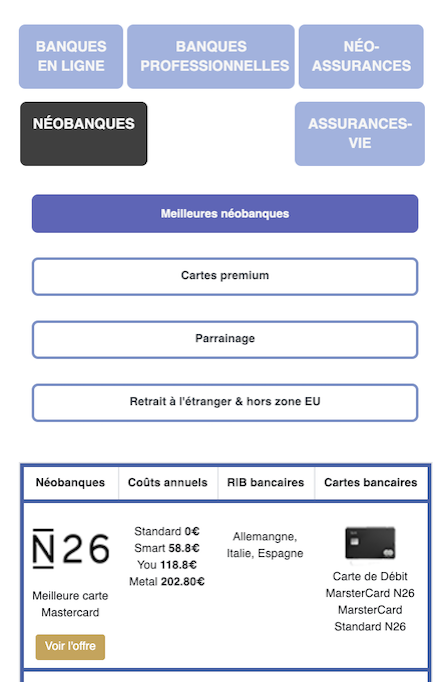 BANQUES
EN LIGNE
BANQUES
PROFESSIONNELLES
NÉO-
ASSURANCES
NÉOBANQUES
ASSURANCES-
VIE
Meilleures néobanques
Cartes premium
Parrainage
Retrait à l'étranger & hors zone EU
Néobanques
Coûts annuels
RIB bancaires
Cartes bancaires
N26
Meilleure carte
Mastercard
Voir l'offre
Standard 0€
Smart 58.8€
You 118.8€
Metal 202.80€
Allemangne,
Italie, Espagne
Carte de Débit
MarsterCard N26
MarsterCard
Standard N26